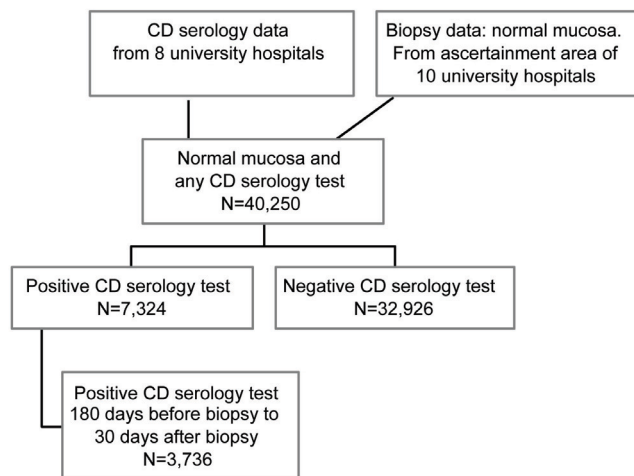 CD serology data
from 8 university hospitals
Biopsy data: normal mucosa.
From ascertainment area of
10 university hospitals
Normal mucosa and
any CD serology test
N=40,250
Positive CD serology test
N=7,324
Negative CD serology test
N=32,926
Positive CD serology test
180 days before biopsy to
30 days after biopsy
N=3,736